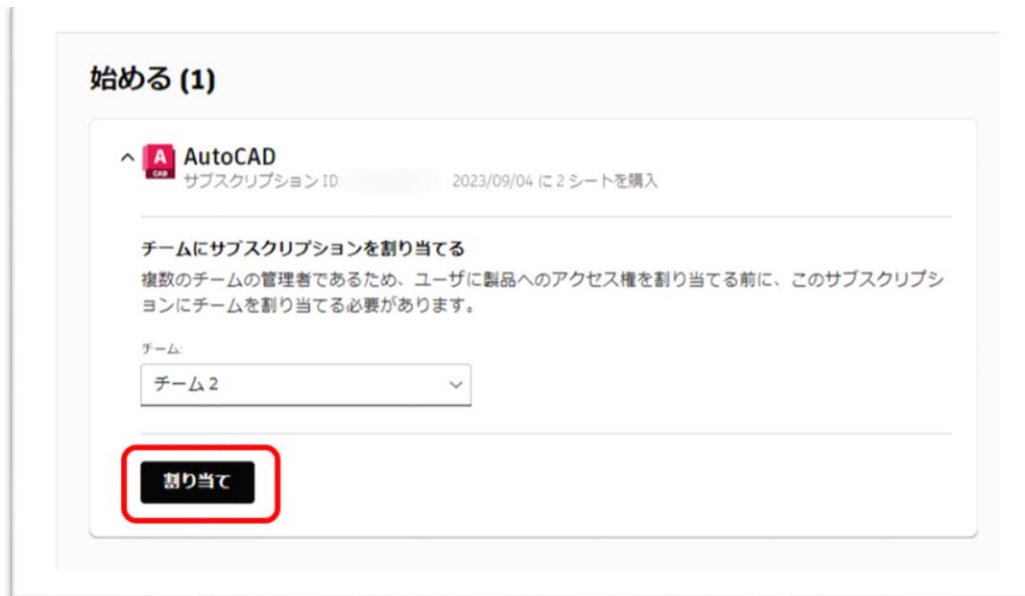 始める (1)
A
CAD
AutoCAD
サブスクリプション ID: 2023/09/04 に 2 シートを購入
チームにサブスクリプションを割り当てる
複数のチームの管理者であるため、ユーザに製品へのアクセス権を割り当てる前に、このサブスクリプシ
ョンにチームを割り当てる必要があります。
チーム:
チーム 2
割り当て